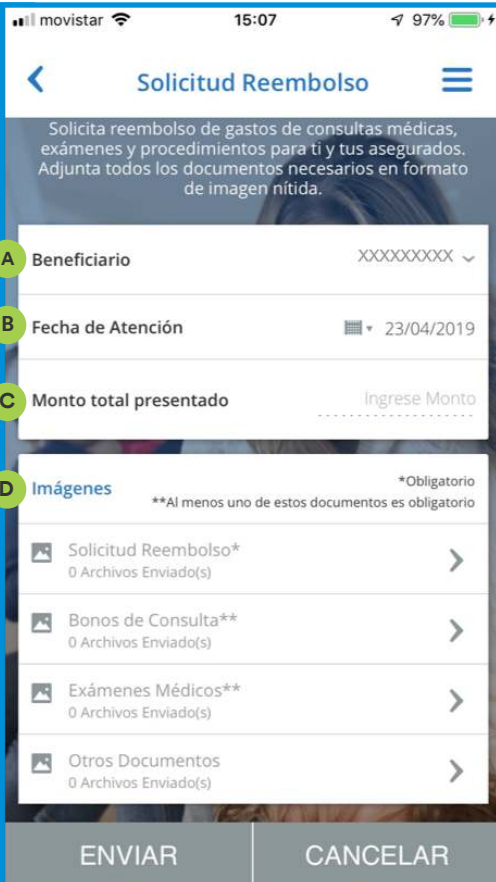 movistar 15:07 97%
Solicitud Reembolso
Solicita reembolso de gastos de consultas médicas,
exámenes y procedimientos para ti y tus asegurados.
Adjunta todos los documentos necesarios en formato
de imagen nítida.
A Beneficiario XXXXXXXXX
B Fecha de Atención 23/04/2019
C Monto total presentado Ingrese Monto
D Imágenes *Obligatorio
**Al menos uno de estos documentos es obligatorio
Solicitud Reembolso*
0 Archivos Enviado(s)
Bonos de Consulta**
0 Archivos Enviado(s)
Exámenes Médicos**
0 Archivos Enviado(s)
Otros Documentos
0 Archivos Enviado(s)
ENVIAR CANCELAR